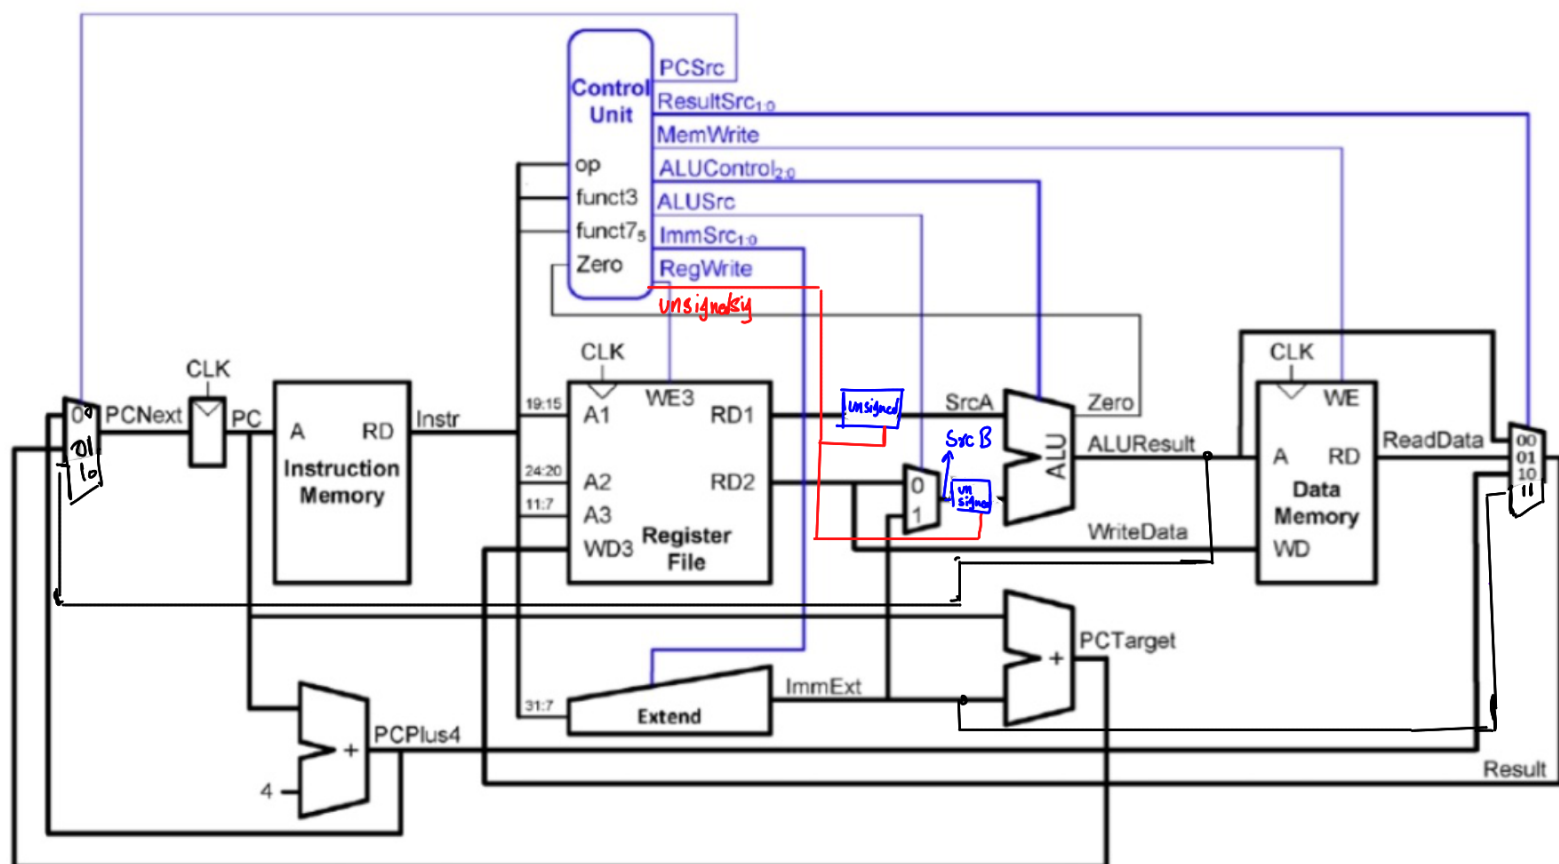 PCSrc
Control
Unit
ResultSrc1:0
MemWrite
ALUControl2:0
op
ALUSrc
funct3
ImmSrc1:0
funct75
RegWrite
Zero
unsigned/sig
CLK
CLK
CLK
0
01
10
PCNext
PC
A
RD
Instr
Instruction
Memory
19:15
A1
WE3
RD1
unsigned
SrcA
Zero
WE
24:20
A2
RD2
0
1
Src B
un
signed
ALU
ALUResult
A
RD
ReadData
00
01
10
11
11:7
A3
Data
Memory
WD3
Register
File
WriteData
WD
+
PCTarget
31:7
Extend
ImmExt
+
PCPlus4
4
Result